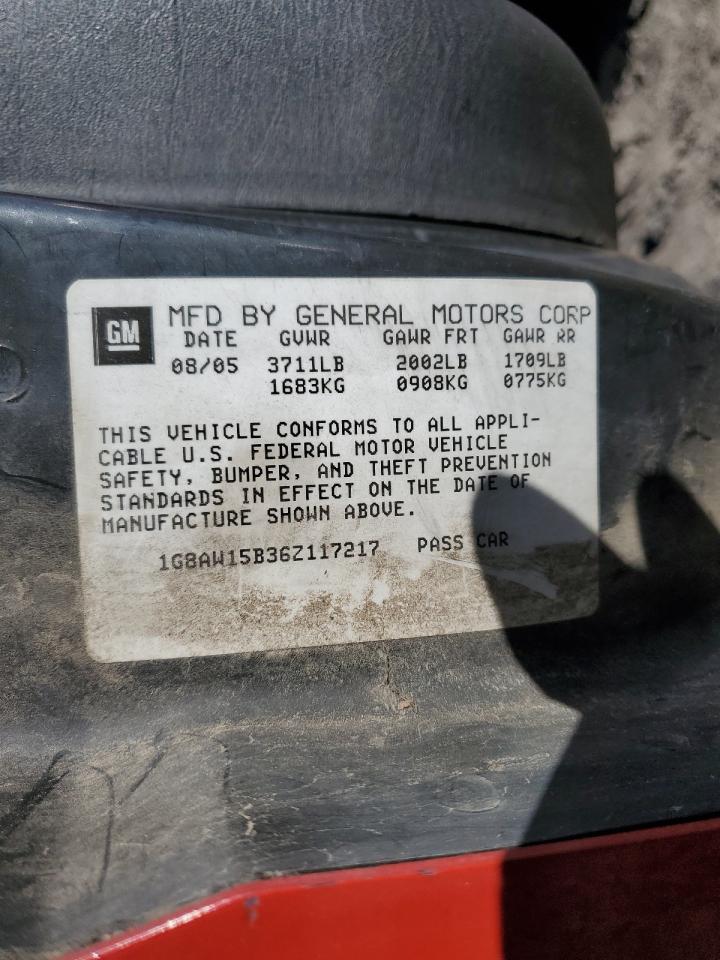 GM MFD BY GENERAL MOTORS CORP
DATE GVWR GAWR FRT GAWR RR
08/05 3711LB 2002LB 1709LB
1683KG 0908KG 0775KG
THIS VEHICLE CONFORMS TO ALL APPLI-
CABLE U.S. FEDERAL MOTOR VEHICLE
SAFETY, BUMPER, AND THEFT PREVENTION
STANDARDS IN EFFECT ON THE DATE OF
MANUFACTURE SHOWN ABOVE.
1G8AW15B36Z117217 PASS CAR